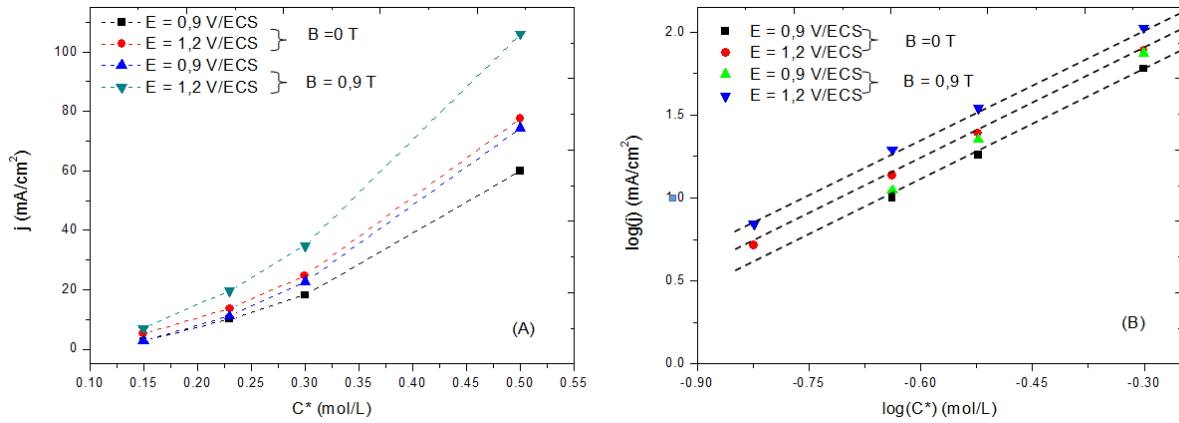 E = 0,9 V/ECS
E = 1,2 V/ECS
B = 0 T
E = 0,9 V/ECS
E = 1,2 V/ECS
B = 0,9 T
100
80
60
40
20
0
j (mA/cm²)
0.10 0.15 0.20 0.25 0.30 0.35 0.40 0.45 0.50 0.55
C* (mol/L)
(A)
E = 0,9 V/ECS
E = 1,2 V/ECS
B =0 T
E = 0,9 V/ECS
E = 1,2 V/ECS
B = 0,9 T
2.0
1.5
1.0
0.5
0.0
log(j) (mA/cm²)
-0.90 -0.75 -0.60 -0.45 -0.30
log(C*) (mol/L)
(B)